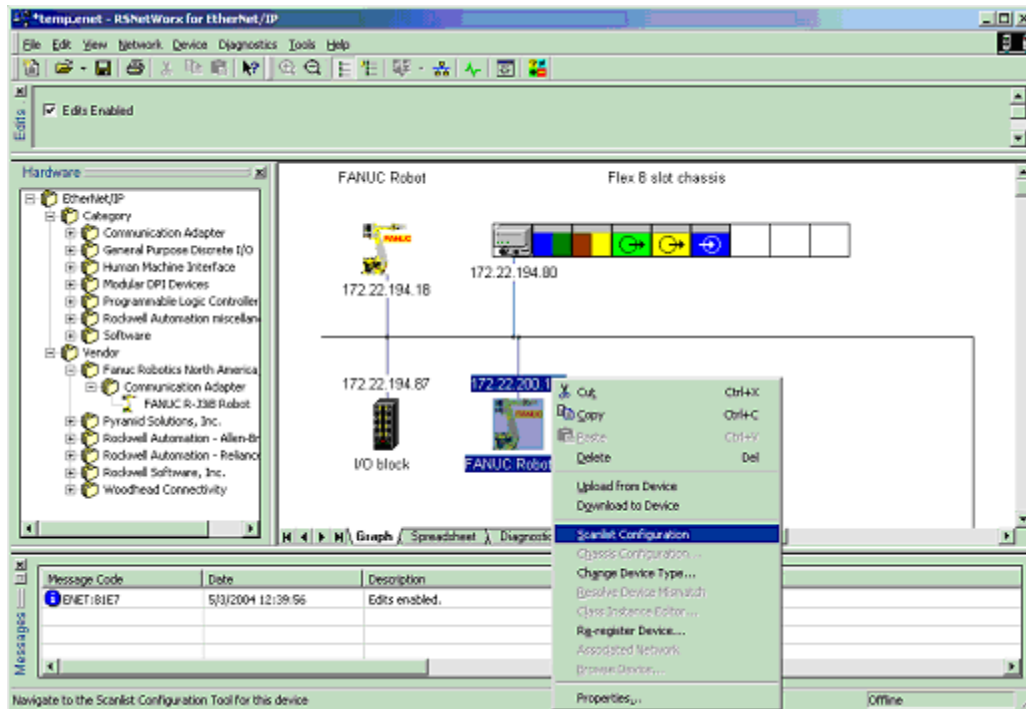 *temp.enet - RSNetWorx for EtherNet/IP
File Edit View Network Device Diagnostics Tools Help
Edits
Edits Enabled
Hardware
EtherNet/IP
Category
Communication Adapter
General Purpose Discrete I/O
Human Machine Interface
Modular DPI Devices
Programmable Logic Controller
Rockwell Automation miscellan
Software
Vendor
Fanuc Robotics North America
Communication Adapter
FANUC R-J3iB Robot
Pyramid Solutions, Inc.
Rockwell Automation - Allen-Br
Rockwell Automation - Reliance
Rockwell Software, Inc.
Woodhead Connectivity
FANUC Robot
Flex 8 slot chassis
FANUC
172.22.194.18
172.22.194.80
172.22.194.87
172.22.200.1
I/O block
FANUC Robot
Cut Ctrl+X
Copy Ctrl+C
Paste Ctrl+V
Delete Del
Upload from Device
Download to Device
Scanlist Configuration
Chassis Configuration...
Change Device Type...
Resolve Device Mismatch
Class Instance Editor...
Re-register Device...
Associated Network
Browse Device...
Properties...
Graph Spreadsheet Diagnostic
Messages
Message Code Date Description
ENET:81E7 5/3/2004 12:39:56 Edits enabled.
Navigate to the Scanlist Configuration Tool for this device
Offline